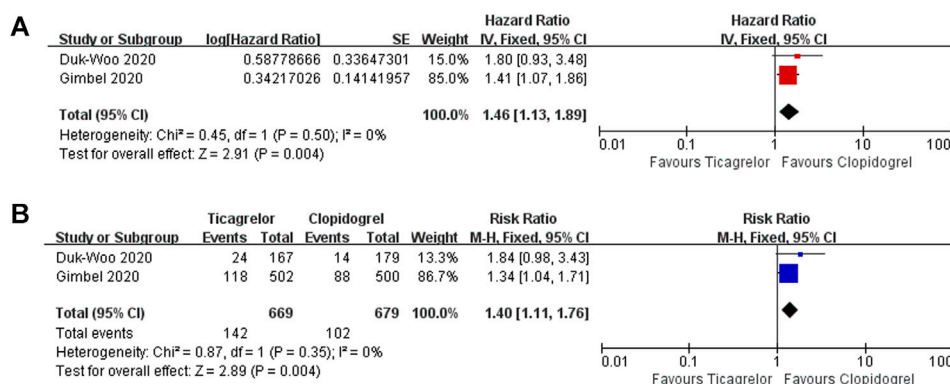 A
Hazard Ratio Hazard Ratio
Study or Subgroup log[Hazard Ratio] SE Weight IV, Fixed, 95% CI IV, Fixed, 95% CI
Duk-Woo 2020 0.58778666 0.33647301 15.0% 1.80 [0.93, 3.48]
Gimbel 2020 0.34217026 0.14141957 85.0% 1.41 [1.07, 1.86]
Total (95% CI) 100.0% 1.46 [1.13, 1.89]
Heterogeneity: Chi² = 0.45, df = 1 (P = 0.50); I² = 0%
Test for overall effect: Z = 2.91 (P = 0.004)
0.01 0.1 1 10 100
Favours Ticagrelor Favours Clopidogrel
B
Ticagrelor Clopidogrel Risk Ratio Risk Ratio
Study or Subgroup Events Total Events Total Weight M-H, Fixed, 95% CI M-H, Fixed, 95% CI
Duk-Woo 2020 24 167 14 179 13.3% 1.84 [0.98, 3.43]
Gimbel 2020 118 502 88 500 86.7% 1.34 [1.04, 1.71]
Total (95% CI) 669 679 100.0% 1.40 [1.11, 1.76]
Total events 142 102
Heterogeneity: Chi² = 0.87, df = 1 (P = 0.35); I² = 0%
Test for overall effect: Z = 2.89 (P = 0.004)
0.01 0.1 1 10 100
Favours Ticagrelor Favours Clopidogrel